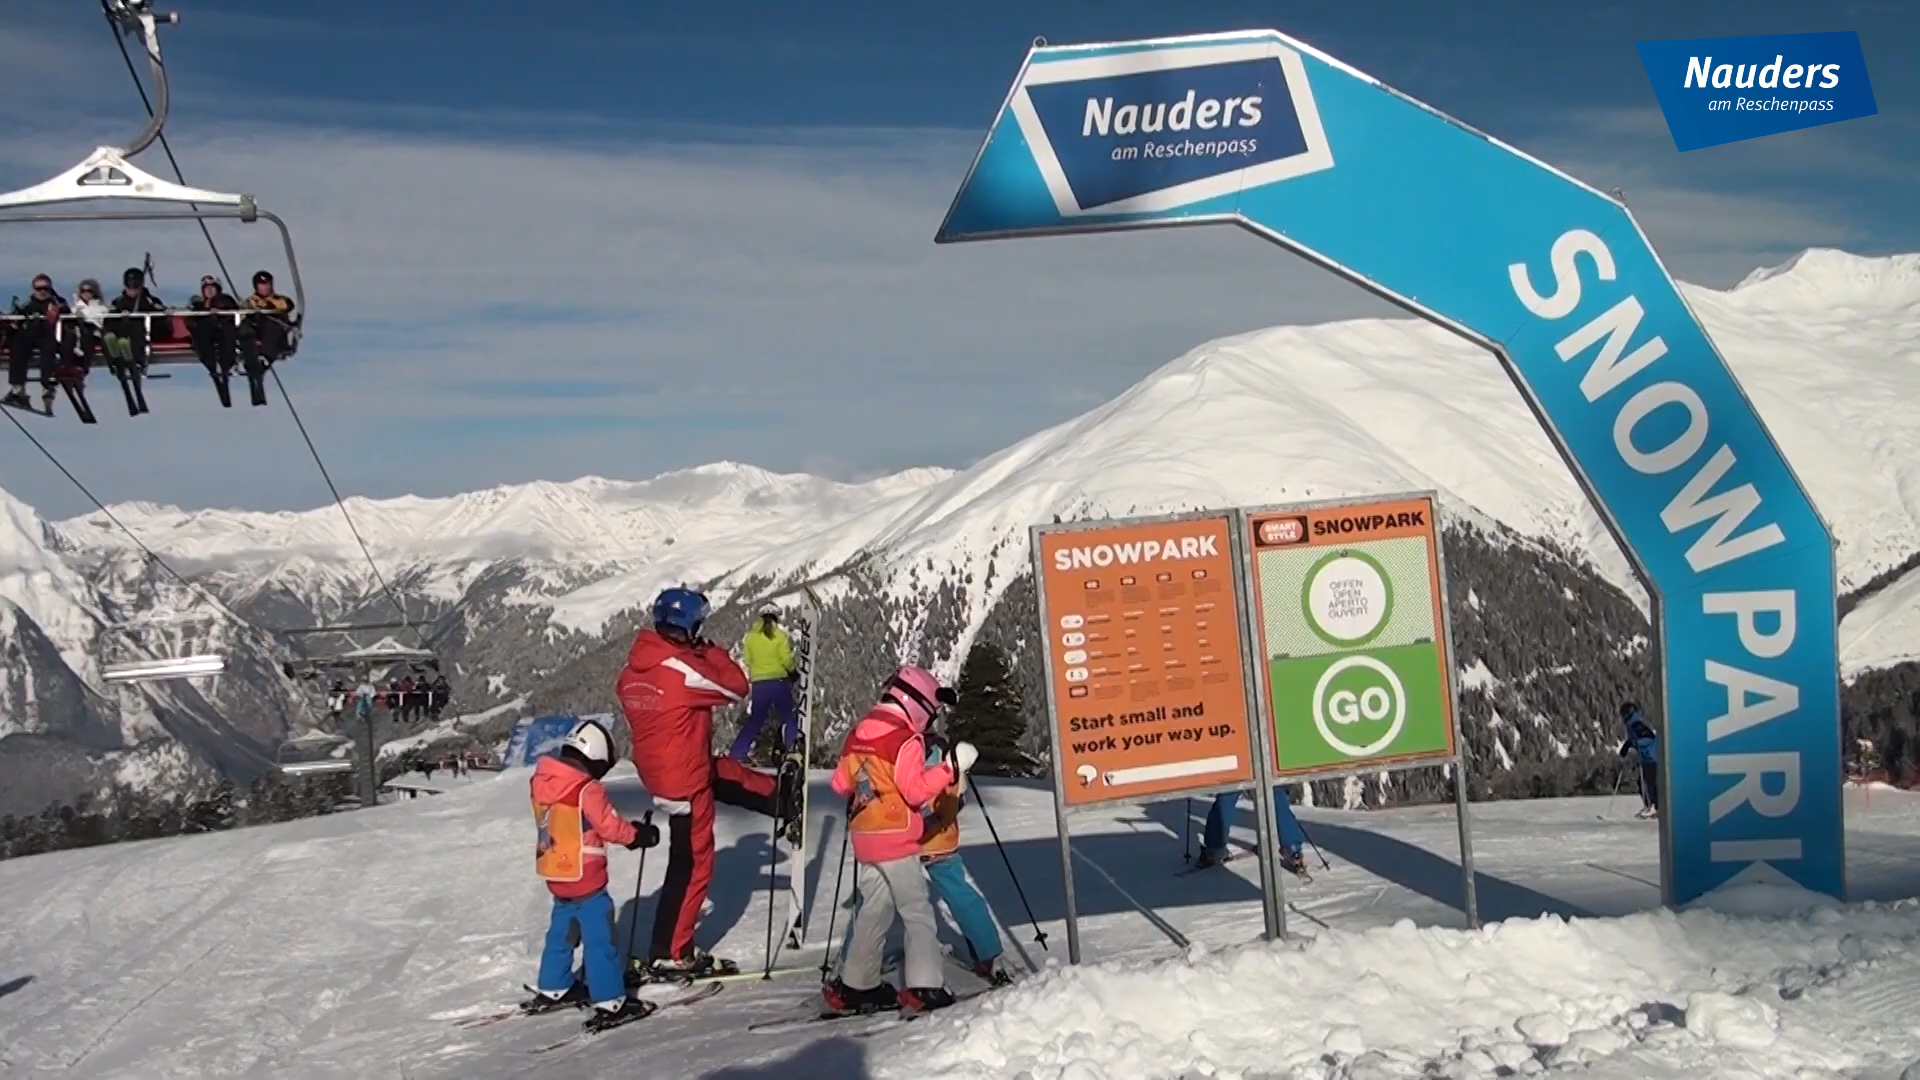 Nauders
am Reschenpass
Nauders
am Reschenpass
SNOWPARK
SNOWPARK
Start small and
work your way up.
SMART
STYLE
SNOWPARK
OFFEN
OPEN
APERTO
OUVERT
GO
FISCHER